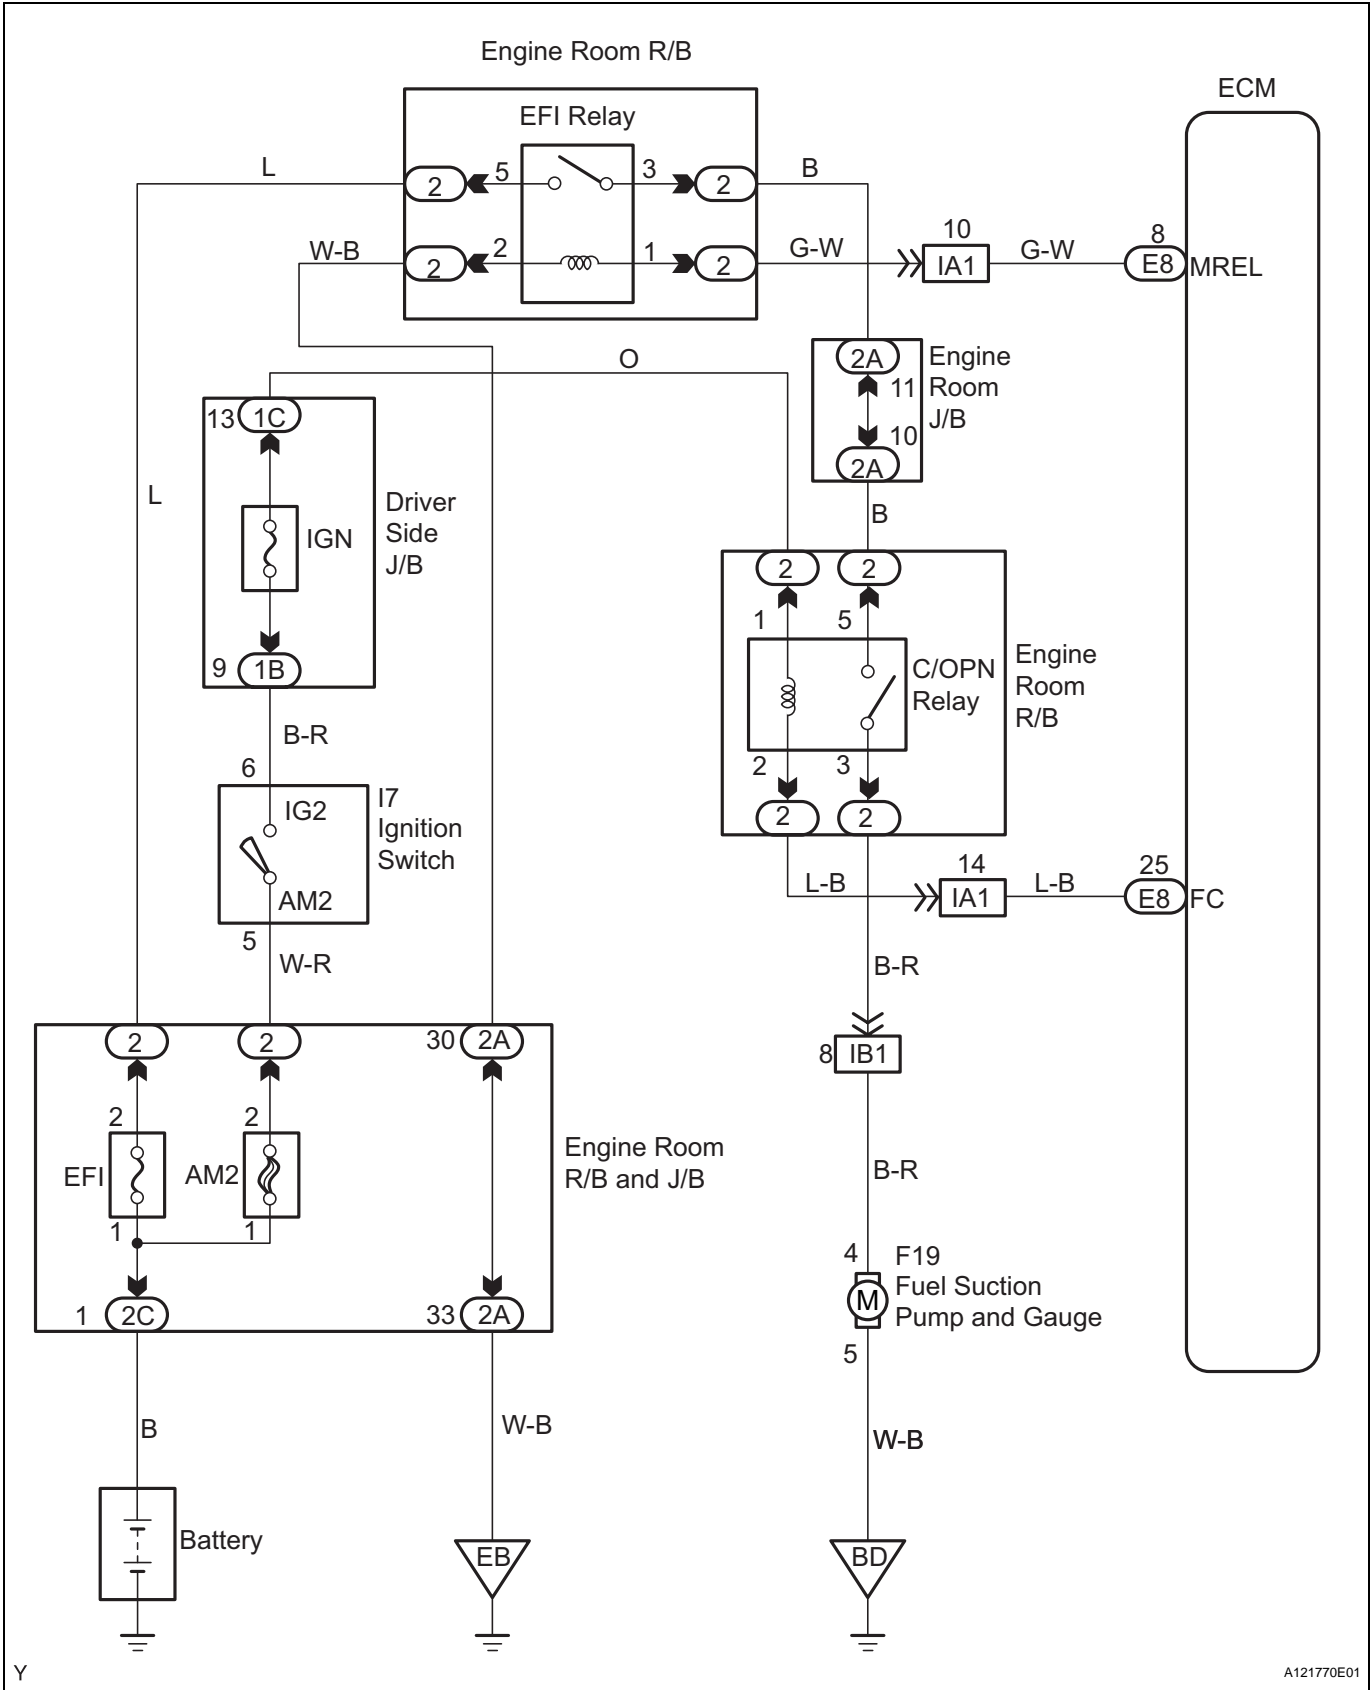 Engine Room R/B
ECM
EFI Relay
L
2
5
3
2
B
W-B
2
2
1
2
G-W
10
IA1
G-W
8
E8
MREL
O
2A
11
10
2A
Engine
Room
J/B
B
13
1C
IGN
9
1B
Driver
Side
J/B
L
B-R
6
IG2
AM2
5
I7
Ignition
Switch
W-R
2
2
1
5
C/OPN
Relay
2
3
2
2
Engine
Room
R/B
L-B
14
IA1
L-B
25
E8
FC
B-R
8
IB1
B-R
2
2
30
2A
2
2
EFI
AM2
1
1
1
2C
33
2A
Engine Room
R/B and J/B
4
F19
Fuel Suction
Pump and Gauge
M
5
B
W-B
W-B
Battery
EB
BD
Y
A121770E01